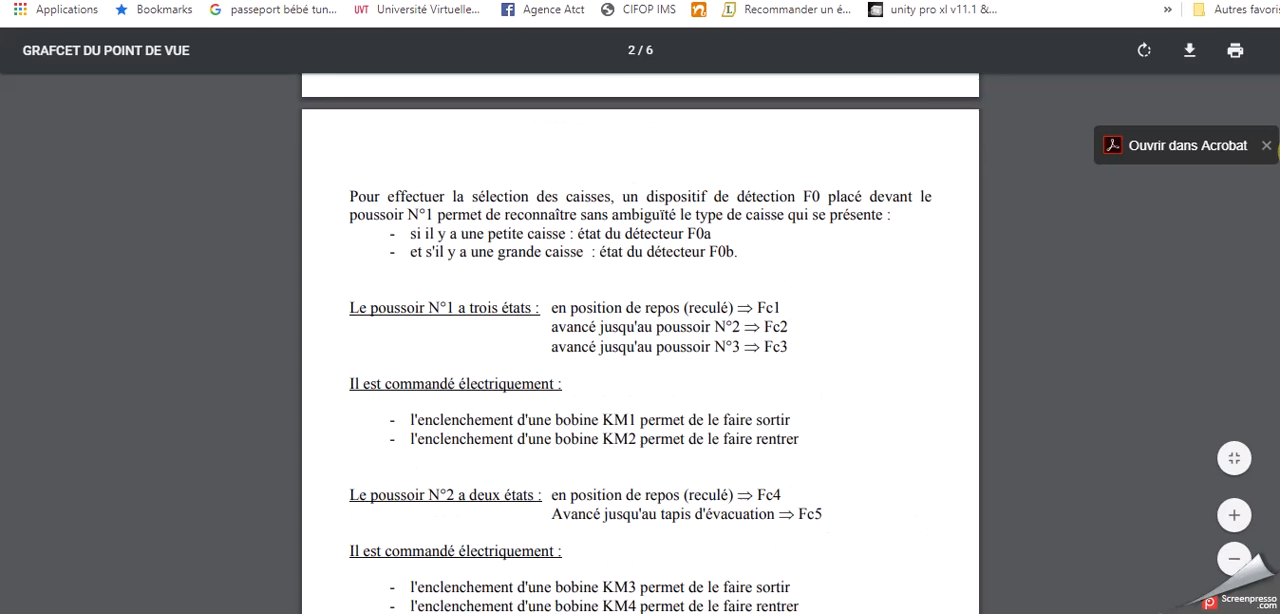 Applications Bookmarks passeport bébé tun... UVT Université Virtuelle... Agence Atct CIFOP IMS Recommander un é... unity pro xl v11.1 &... » Autres favoris
GRAFCET DU POINT DE VUE 2 / 6
Ouvrir dans Acrobat
Pour effectuer la sélection des caisses, un dispositif de détection F0 placé devant le
poussoir N°1 permet de reconnaître sans ambiguïté le type de caisse qui se présente :
- si il y a une petite caisse : état du détecteur F0a
- et s'il y a une grande caisse : état du détecteur F0b.
Le poussoir N°1 a trois états : en position de repos (reculé) ⇒ Fc1
avancé jusqu'au poussoir N°2 ⇒ Fc2
avancé jusqu'au poussoir N°3 ⇒ Fc3
Il est commandé électriquement :
- l'enclenchement d'une bobine KM1 permet de le faire sortir
- l'enclenchement d'une bobine KM2 permet de le faire rentrer
Le poussoir N°2 a deux états : en position de repos (reculé) ⇒ Fc4
Avancé jusqu'au tapis d'évacuation ⇒ Fc5
Il est commandé électriquement :
- l'enclenchement d'une bobine KM3 permet de le faire sortir
- l'enclenchement d'une bobine KM4 permet de le faire rentrer
Screenpresso
.com